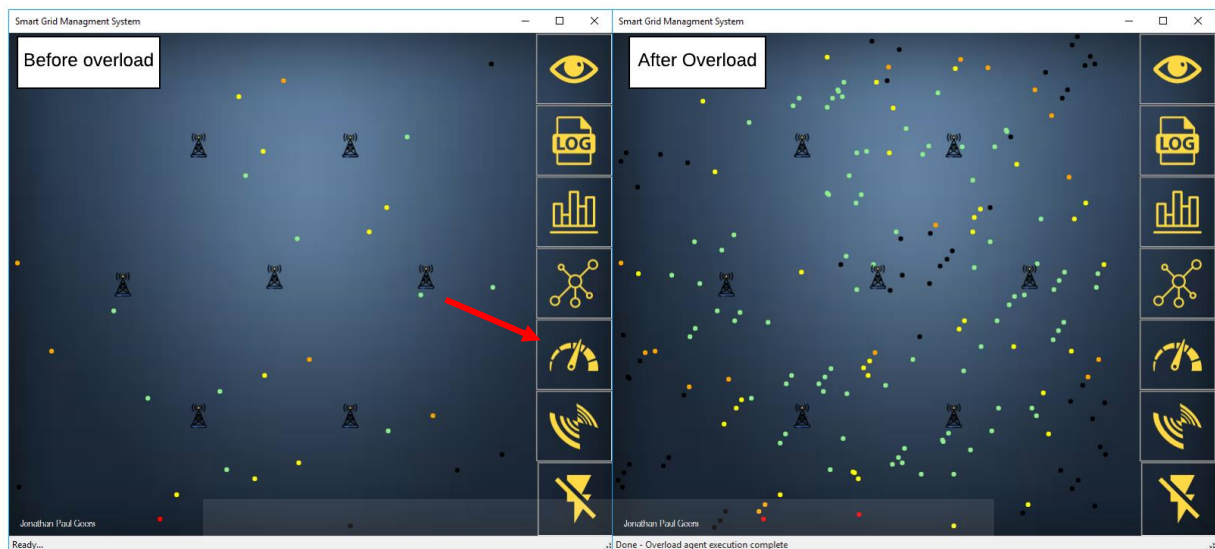 Smart Grid Managment System
Before overload
LOG
Jonathan Paul Geers
Ready...
Smart Grid Managment System
After Overload
LOG
Jonathan Paul Geers
Done - Overload agent execution complete